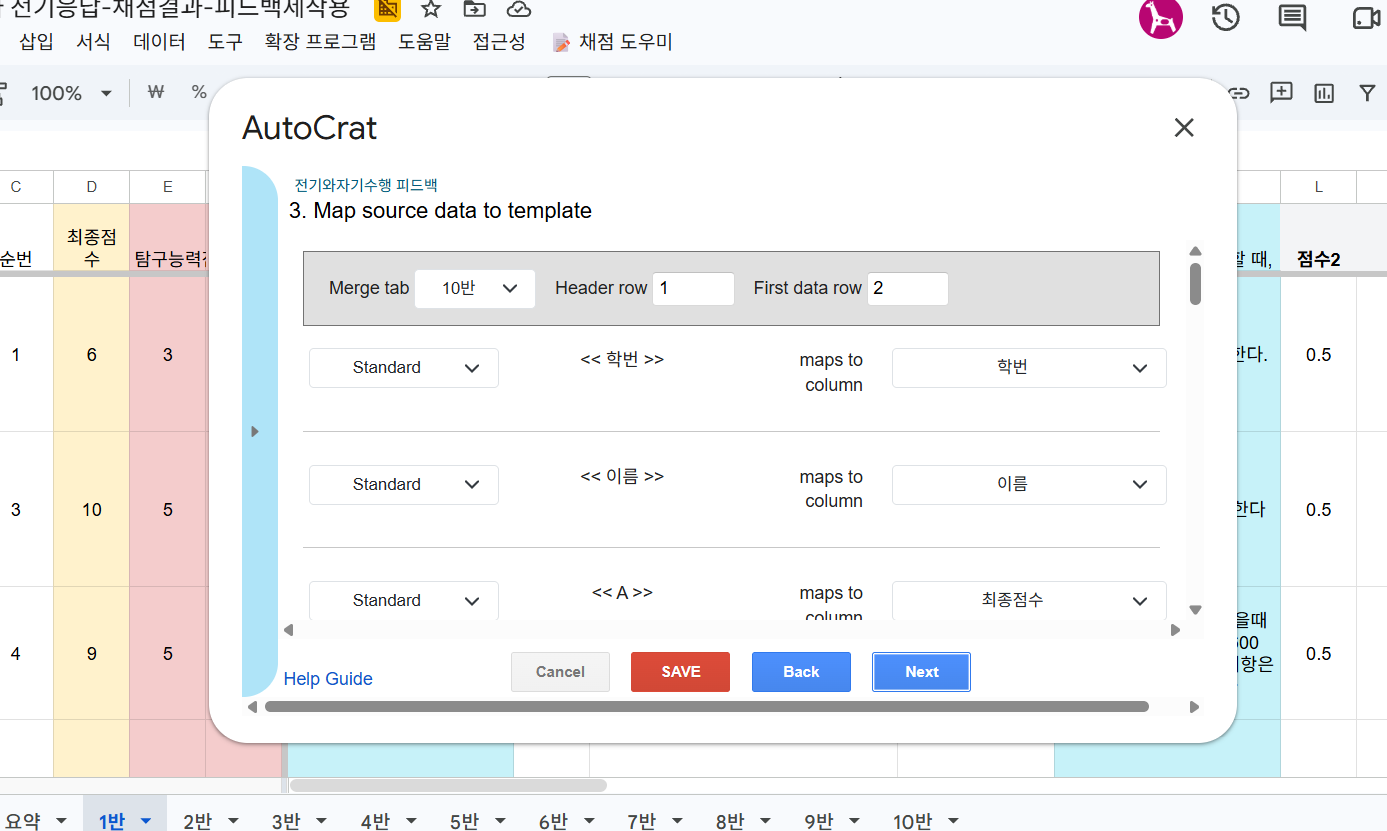 전기응답-채점결과-피드백제작용
삽입 서식 데이터 도구 확장 프로그램 도움말 접근성 채점 도우미
100% ₩ %
AutoCrat
전기와자기수행 피드백
3. Map source data to template
C D E L
순번 최종점수 탐구능력 할 때, 점수2
Merge tab 10반 Header row 1 First data row 2
Standard << 학번 >> maps to column 학번
1 6 3 한다. 0.5
Standard << 이름 >> maps to column 이름
3 10 5 한다 0.5
Standard << A >> maps to column 최종점수
4 9 5 을때 0.5
항은
Help Guide Cancel SAVE Back Next
요약 1반 2반 3반 4반 5반 6반 7반 8반 9반 10반